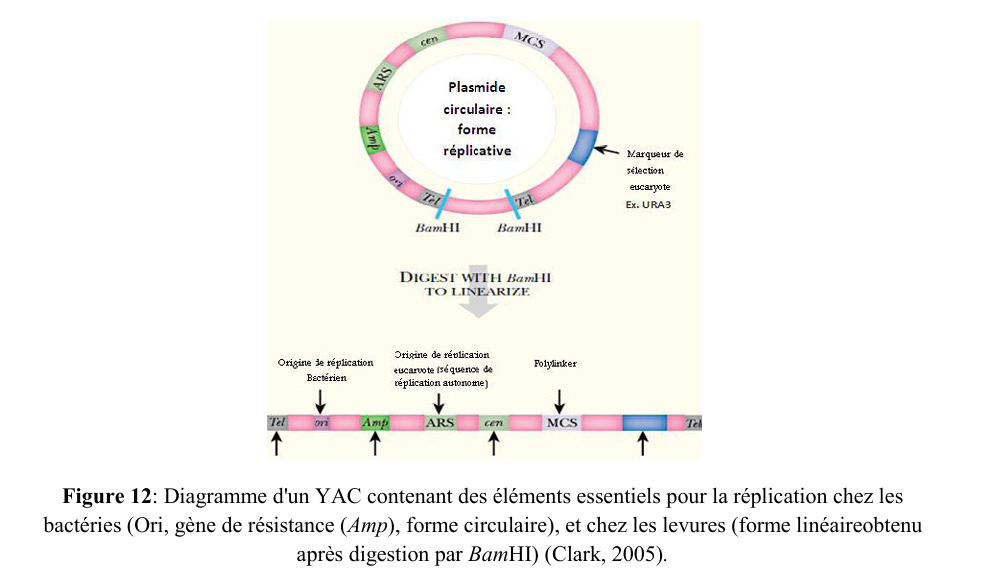 cen
MCS
ARS
Plasmide
circulaire :
forme
réplicative
Amp
Marqueur de
sélection
eucaryote
Ex. URA3
ori
Tel
Tel
BamHI
BamHI
DIGEST WITH BamHI
TO LINEARIZE
Origine de réplication
Bactérien
Origine de réplication
eucaryote (séquence de
réplication autonome)
Polylinker
Tel ori Amp ARS cen MCS Tel
Figure 12: Diagramme d'un YAC contenant des éléments essentiels pour la réplication chez les
bactéries (Ori, gène de résistance (Amp), forme circulaire), et chez les levures (forme linéaireobtenu
après digestion par BamHI) (Clark, 2005).